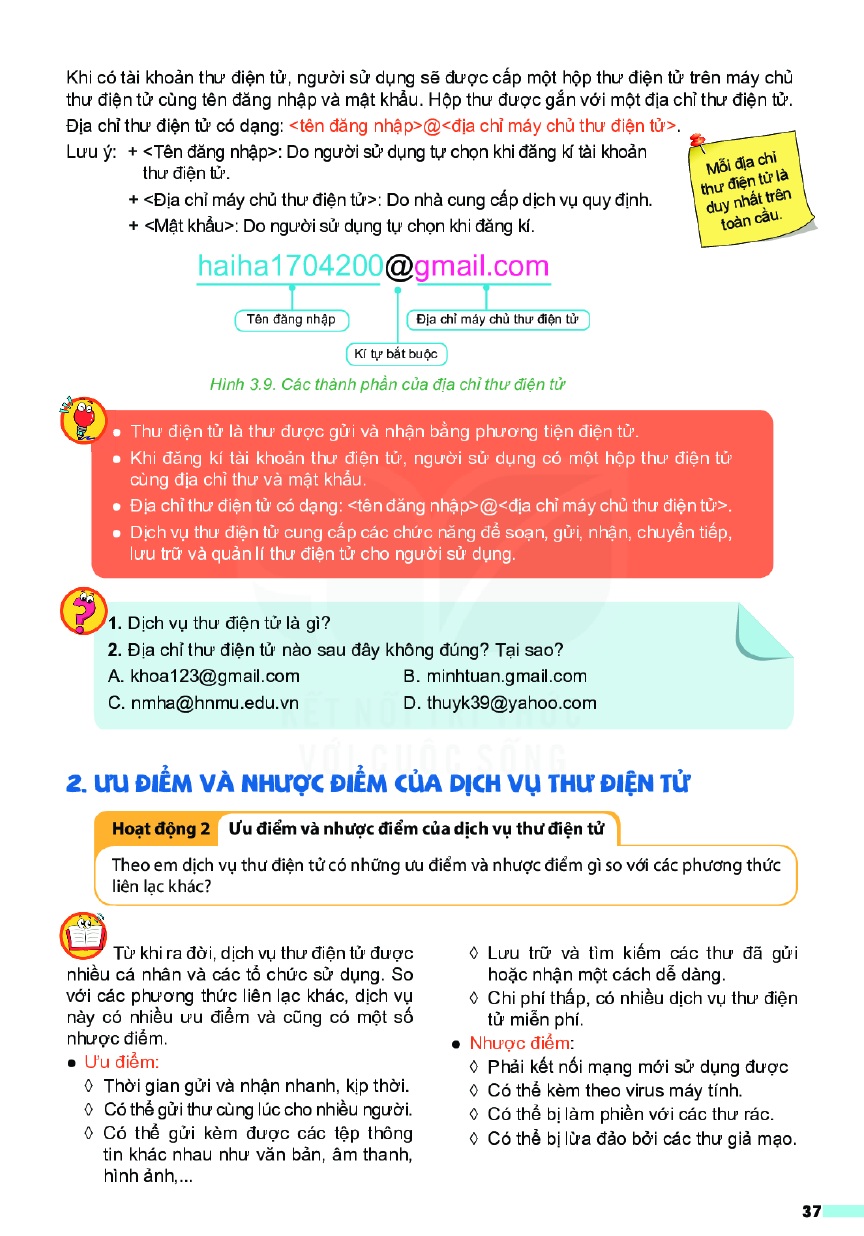 Khi có tài khoản thư điện tử, người sử dụng sẽ được cấp một hộp thư điện tử trên máy chủ
thư điện tử cùng tên đăng nhập và mật khẩu. Hộp thư được gắn với một địa chỉ thư điện tử.
Địa chỉ thư điện tử có dạng: <tên đăng nhập>@<địa chỉ máy chủ thư điện tử>.
Lưu ý: + <Tên đăng nhập>: Do người sử dụng tự chọn khi đăng kí tài khoản
thư điện tử.
+ <Địa chỉ máy chủ thư điện tử>: Do nhà cung cấp dịch vụ quy định.
+ <Mật khẩu>: Do người sử dụng tự chọn khi đăng kí.
Mỗi địa chỉ
thư điện tử là
duy nhất trên
toàn cầu.
haiha1704200@gmail.com
Tên đăng nhập
Địa chỉ máy chủ thư điện tử
Kí tự bắt buộc
Hình 3.9. Các thành phần của địa chỉ thư điện tử
• Thư điện tử là thư được gửi và nhận bằng phương tiện điện tử.
• Khi đăng kí tài khoản thư điện tử, người sử dụng có một hộp thư điện tử
cùng địa chỉ thư và mật khẩu.
• Địa chỉ thư điện tử có dạng: <tên đăng nhập>@<địa chỉ máy chủ thư điện tử>.
• Dịch vụ thư điện tử cung cấp các chức năng để soạn, gửi, nhận, chuyển tiếp,
lưu trữ và quản lí thư điện tử cho người sử dụng.
1. Dịch vụ thư điện tử là gì?
2. Địa chỉ thư điện tử nào sau đây không đúng? Tại sao?
A. khoa123@gmail.com B. minhtuan.gmail.com
C. nmha@hnmu.edu.vn D. thuyk39@yahoo.com
KẾT NỐI TRI THỨC
VỚI CUỘC SỐNG
2. ƯU ĐIỂM VÀ NHƯỢC ĐIỂM CỦA DỊCH VỤ THƯ ĐIỆN TỬ
Hoạt động 2 Ưu điểm và nhược điểm của dịch vụ thư điện tử
Theo em dịch vụ thư điện tử có những ưu điểm và nhược điểm gì so với các phương thức
liên lạc khác?
Từ khi ra đời, dịch vụ thư điện tử được
nhiều cá nhân và các tổ chức sử dụng. So
với các phương thức liên lạc khác, dịch vụ
này có nhiều ưu điểm và cũng có một số
nhược điểm.
• Ưu điểm:
◊ Thời gian gửi và nhận nhanh, kịp thời.
◊ Có thể gửi thư cùng lúc cho nhiều người.
◊ Có thể gửi kèm được các tệp thông
tin khác nhau như văn bản, âm thanh,
hình ảnh,...
◊ Lưu trữ và tìm kiếm các thư đã gửi
hoặc nhận một cách dễ dàng.
◊ Chi phí thấp, có nhiều dịch vụ thư điện
tử miễn phí.
• Nhược điểm:
◊ Phải kết nối mạng mới sử dụng được
◊ Có thể kèm theo virus máy tính.
◊ Có thể bị làm phiền với các thư rác.
◊ Có thể bị lừa đảo bởi các thư giả mạo.
37